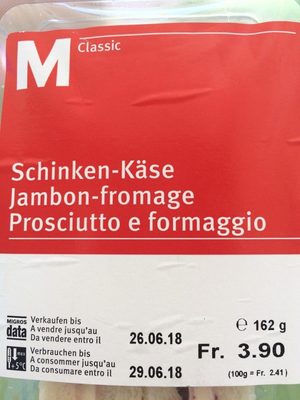 M Classic
Schinken-Käse
Jambon-fromage
Prosciutto e formaggio
MIGROS data
Verkaufen bis
A vendre jusqu'au
Da vendere entro il
26.06.18
Verbrauchen bis
A consommer jusqu'au
Da consumare entro il
29.06.18
+5°C
e 162 g
Fr. 3.90
(100g = Fr. 2.41)